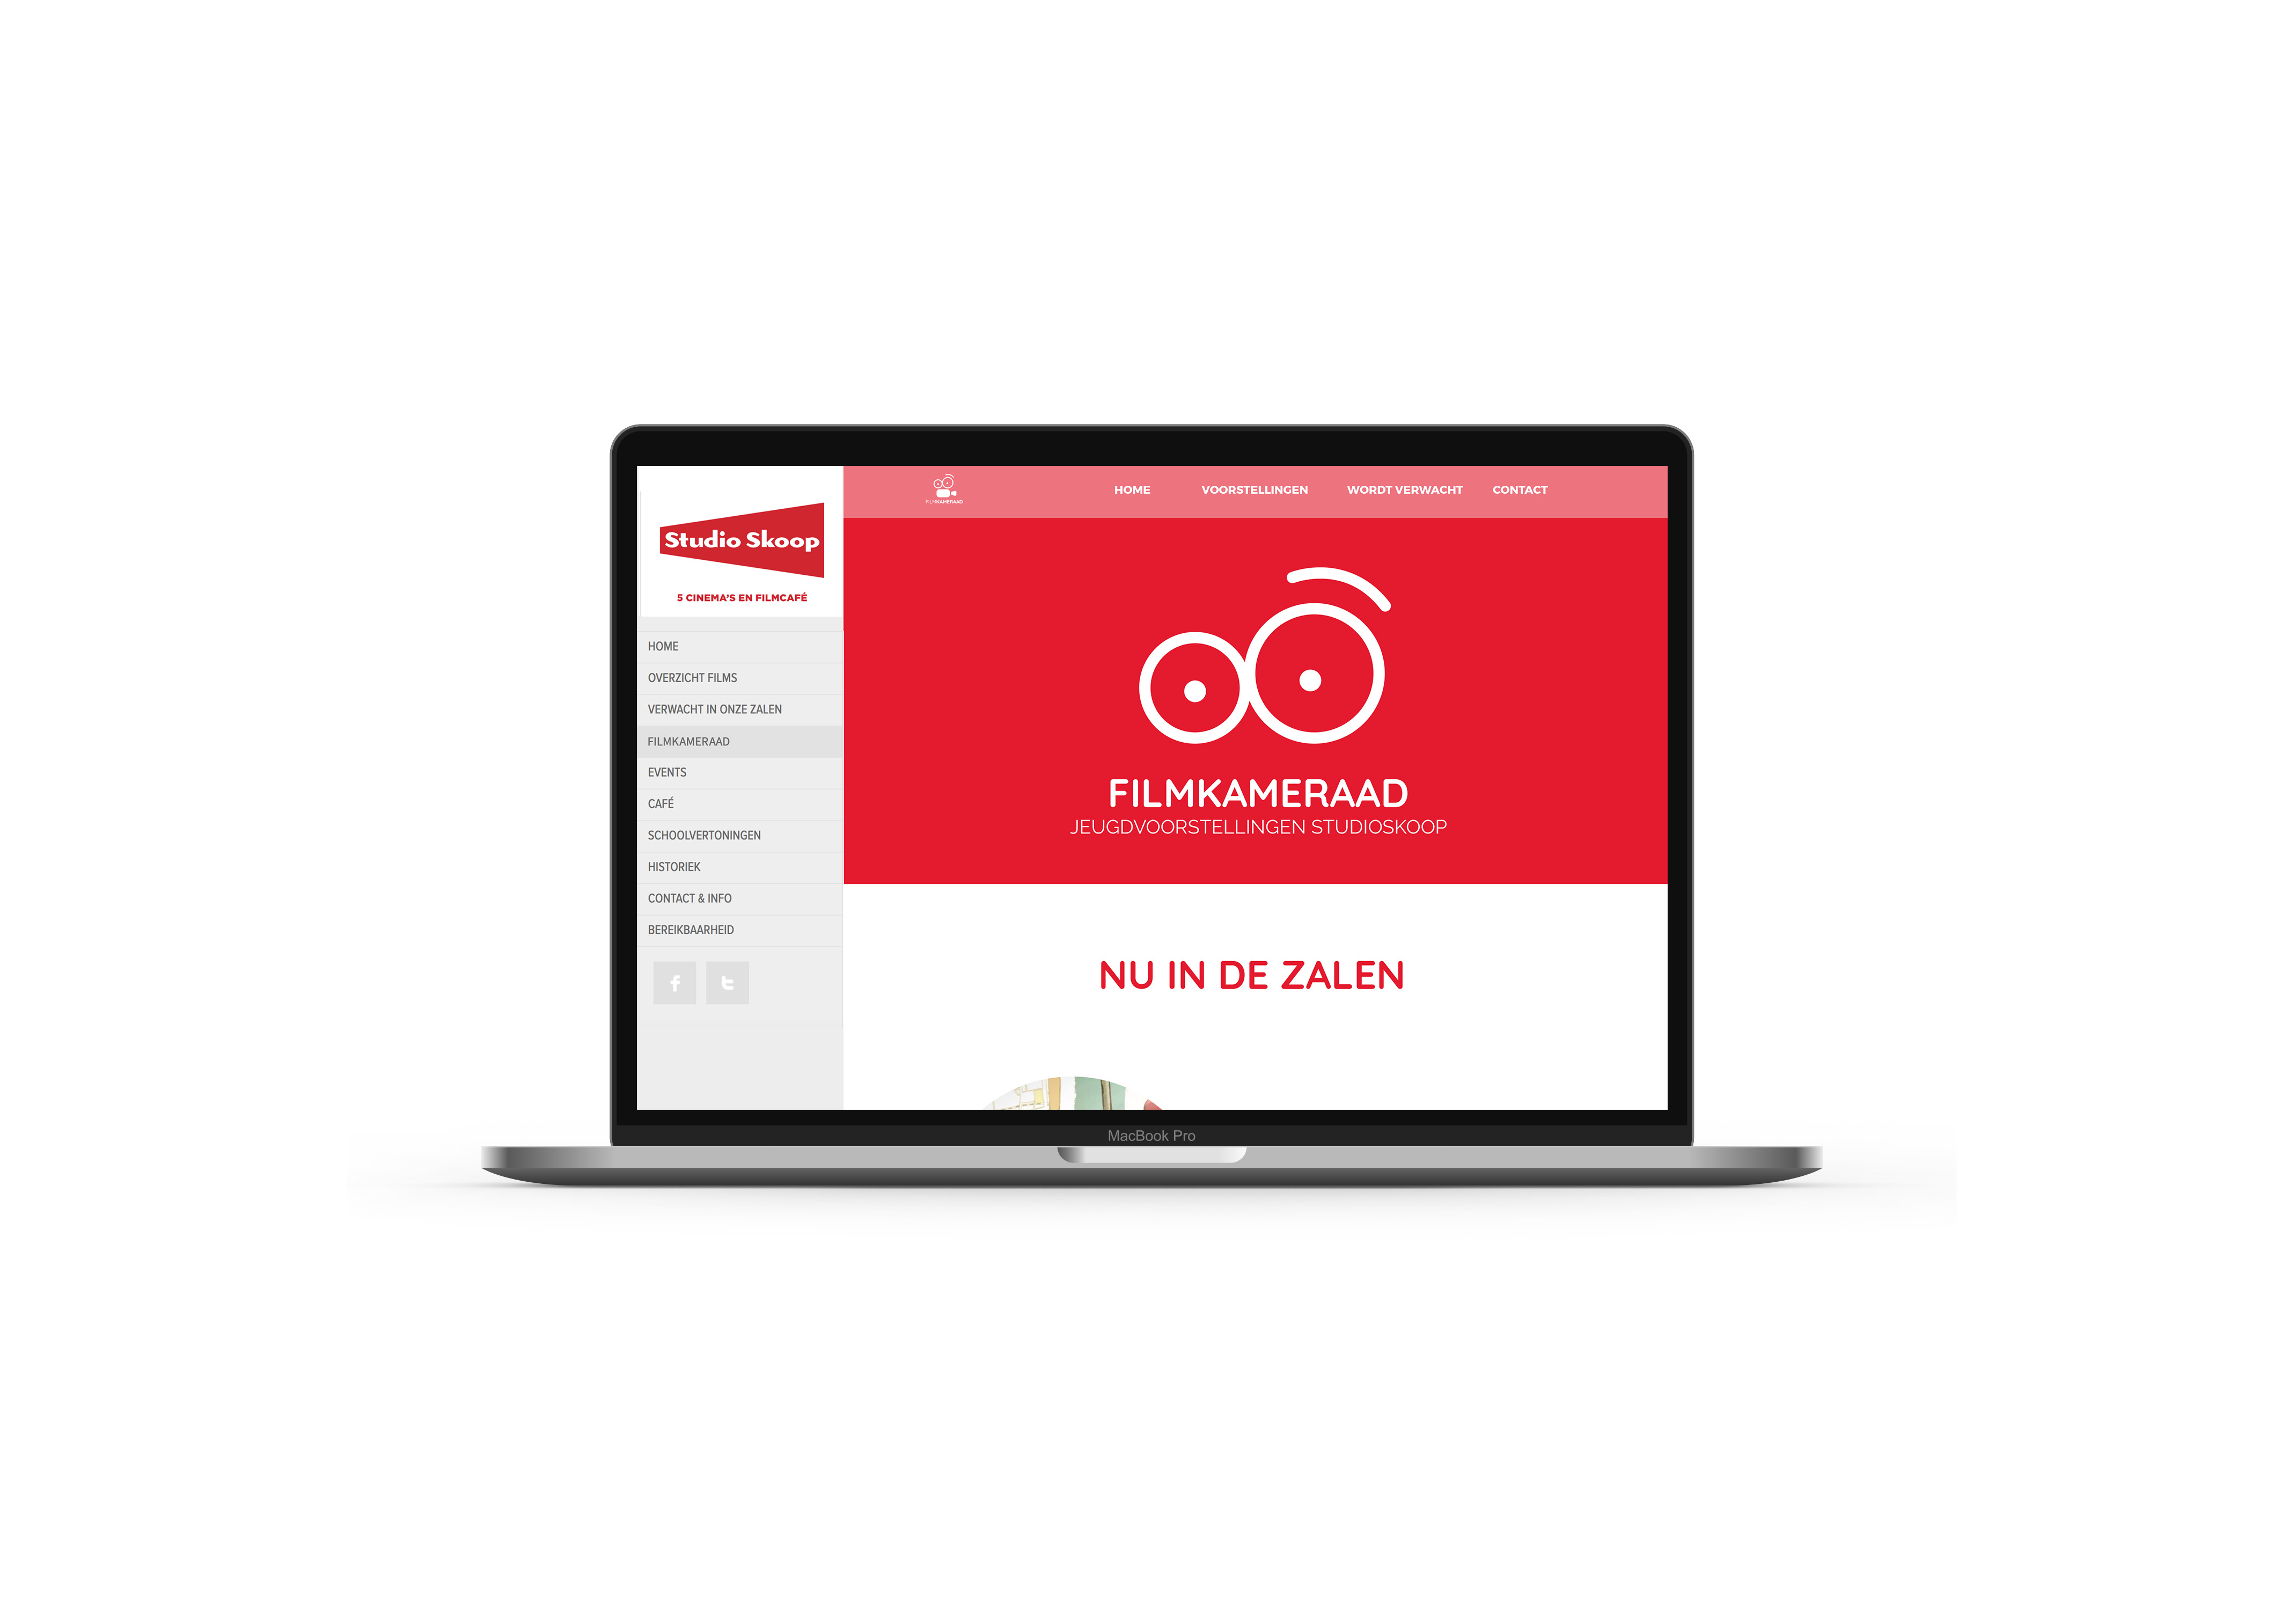 Studio Skoop
5 CINEMA'S EN FILMCAFÉ
HOME
OVERZICHT FILMS
VERWACHT IN ONZE ZALEN
FILMKAMERAAD
EVENTS
CAFÉ
SCHOOLVERTONINGEN
HISTORIEK
CONTACT & INFO
BEREIKBAARHEID
f t
FILMKAMERAAD
HOME VOORSTELLINGEN WORDT VERWACHT CONTACT
FILMKAMERAAD
JEUGDVOORSTELLINGEN STUDIOSKOOP
NU IN DE ZALEN
MacBook Pro